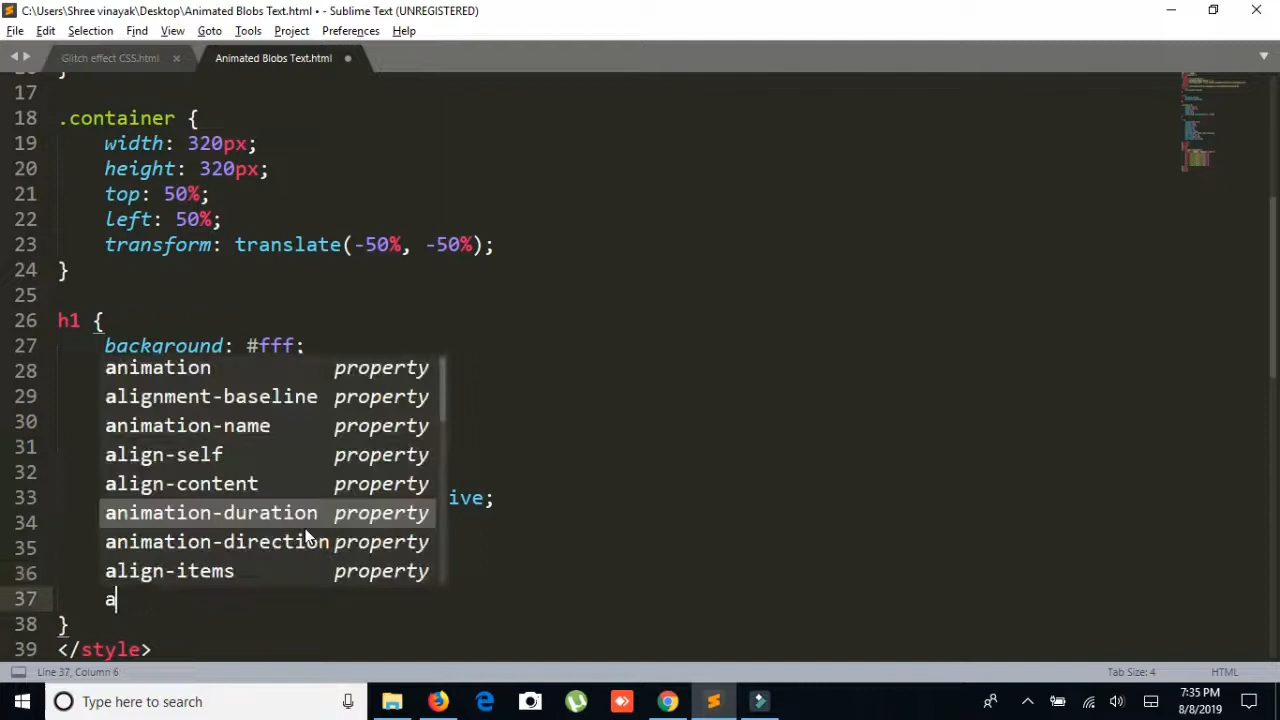 C:\Users\Shree vinayak\Desktop\Animated Blobs Text.html • - Sublime Text (UNREGISTERED)
File Edit Selection Find View Goto Tools Project Preferences Help
Glitch effect CSS.html Animated Blobs Text.html
17
18 .container {
19 width: 320px;
20 height: 320px;
21 top: 50%;
22 left: 50%;
23 transform: translate(-50%, -50%);
24 }
25
26 h1 {
27 background: #fff;
28 animation property
29 alignment-baseline property
30 animation-name property
31 align-self property
32 align-content property
33 animation-duration property ive;
34
35 animation-direction property
36 align-items property
37 a
38 }
39 </style>
Line 37, Column 6 Tab Size: 4 HTML
Type here to search 7:35 PM
8/8/2019